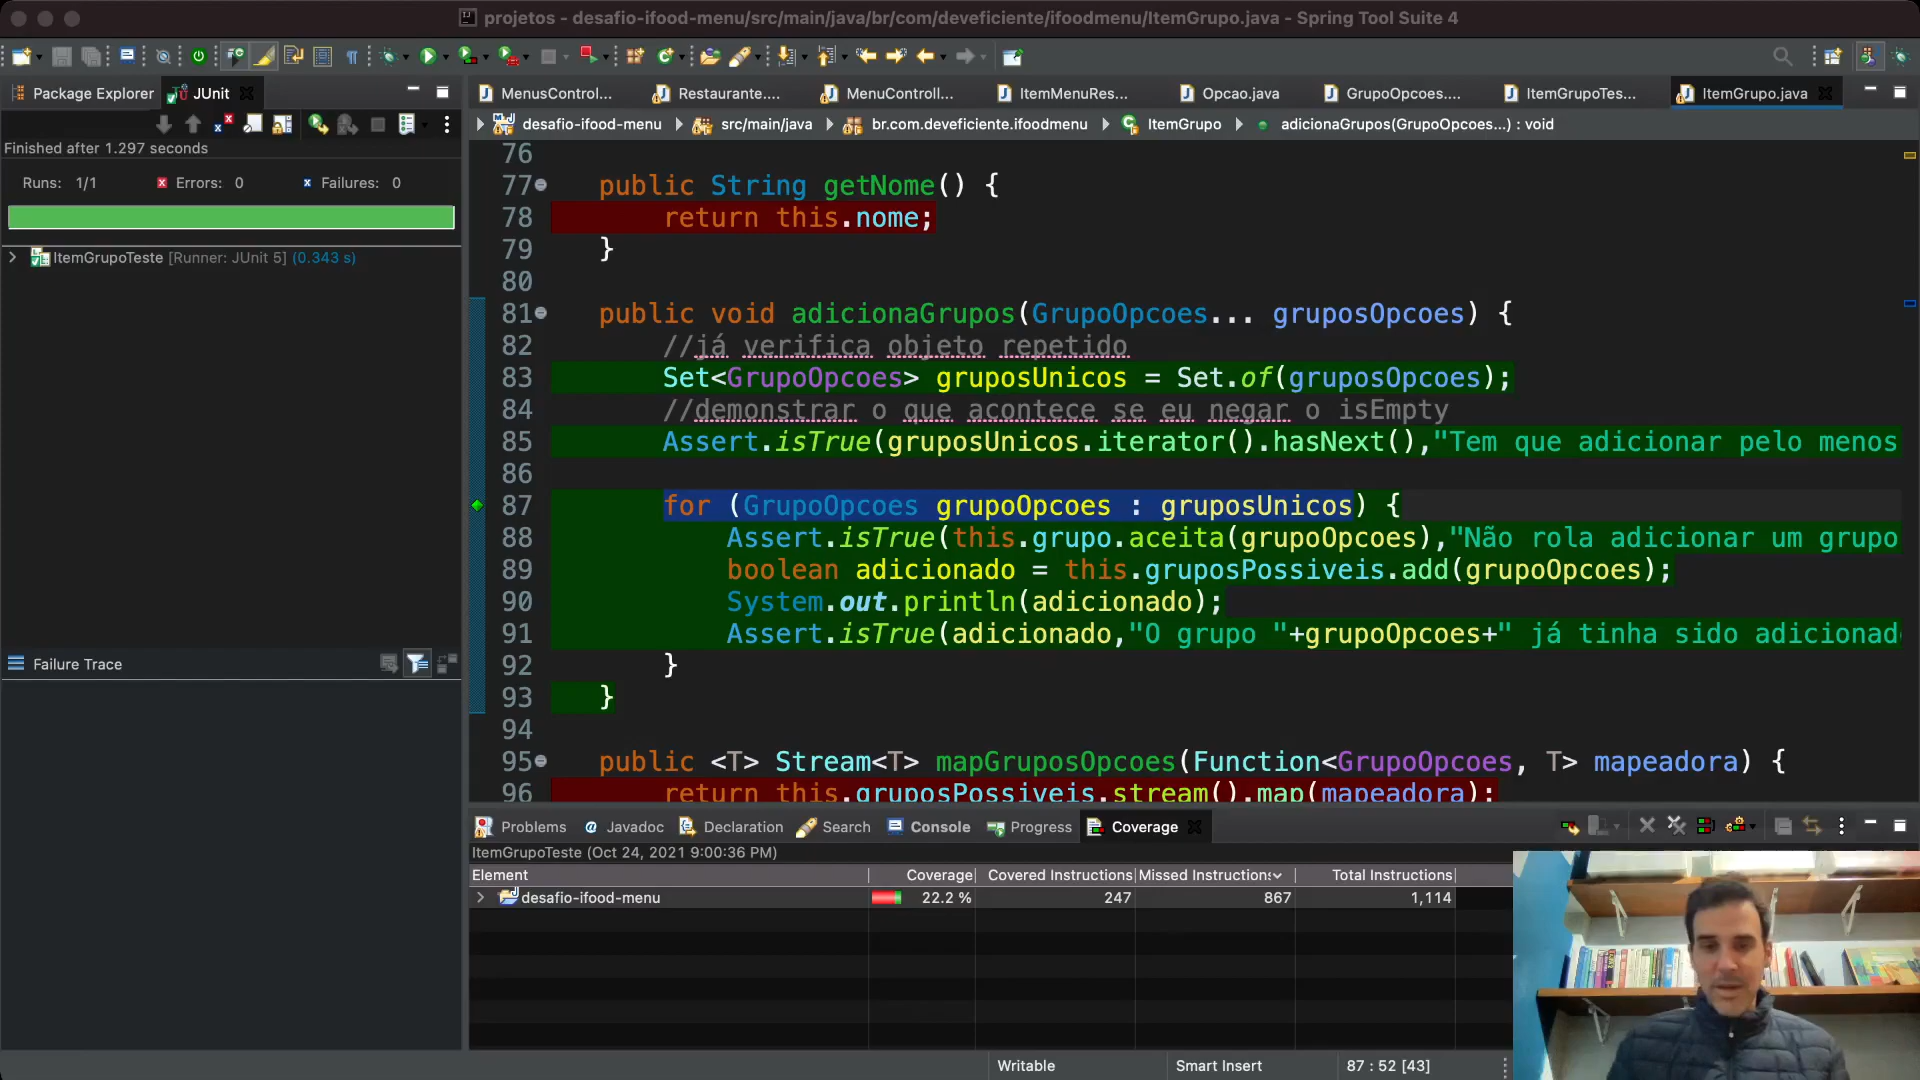 projetos - desafio-ifood-menu/src/main/java/br/com/deveficiente/ifoodmenu/ItemGrupo.java - Spring Tool Suite 4
Package Explorer
JUnit
MenusControl...
Restaurante....
MenuControll...
ItemMenuRes...
Opcao.java
GrupoOpcoes....
ItemGrupoTes...
ItemGrupo.java
desafio-ifood-menu
src/main/java
br.com.deveficiente.ifoodmenu
ItemGrupo
adicionaGrupos(GrupoOpcoes...) : void
Finished after 1.297 seconds
Runs: 1/1
Errors: 0
Failures: 0
ItemGrupoTeste [Runner: JUnit 5] (0.343 s)
Failure Trace
76
77 public String getNome() {
78 return this.nome;
79 }
80
81 public void adicionaGrupos(GrupoOpcoes... gruposOpcoes) {
82 //já verifica objeto repetido
83 Set<GrupoOpcoes> gruposUnicos = Set.of(gruposOpcoes);
84 //demonstrar o que acontece se eu negar o isEmpty
85 Assert.isTrue(gruposUnicos.iterator().hasNext(),"Tem que adicionar pelo menos
86
87 for (GrupoOpcoes grupoOpcoes : gruposUnicos) {
88 Assert.isTrue(this.grupo.aceita(grupoOpcoes),"Não rola adicionar um grupo
89 boolean adicionado = this.gruposPossiveis.add(grupoOpcoes);
90 System.out.println(adicionado);
91 Assert.isTrue(adicionado,"O grupo "+grupoOpcoes+" já tinha sido adicionad
92 }
93 }
94
95 public <T> Stream<T> mapGruposOpcoes(Function<GrupoOpcoes, T> mapeadora) {
96 return this.gruposPossiveis.stream().map(mapeadora);
Problems
Javadoc
Declaration
Search
Console
Progress
Coverage
ItemGrupoTeste (Oct 24, 2021 9:00:36 PM)
Element Coverage Covered Instructions Missed Instructions Total Instructions
desafio-ifood-menu 22.2 % 247 867 1,114
Writable
Smart Insert
87 : 52 [43]